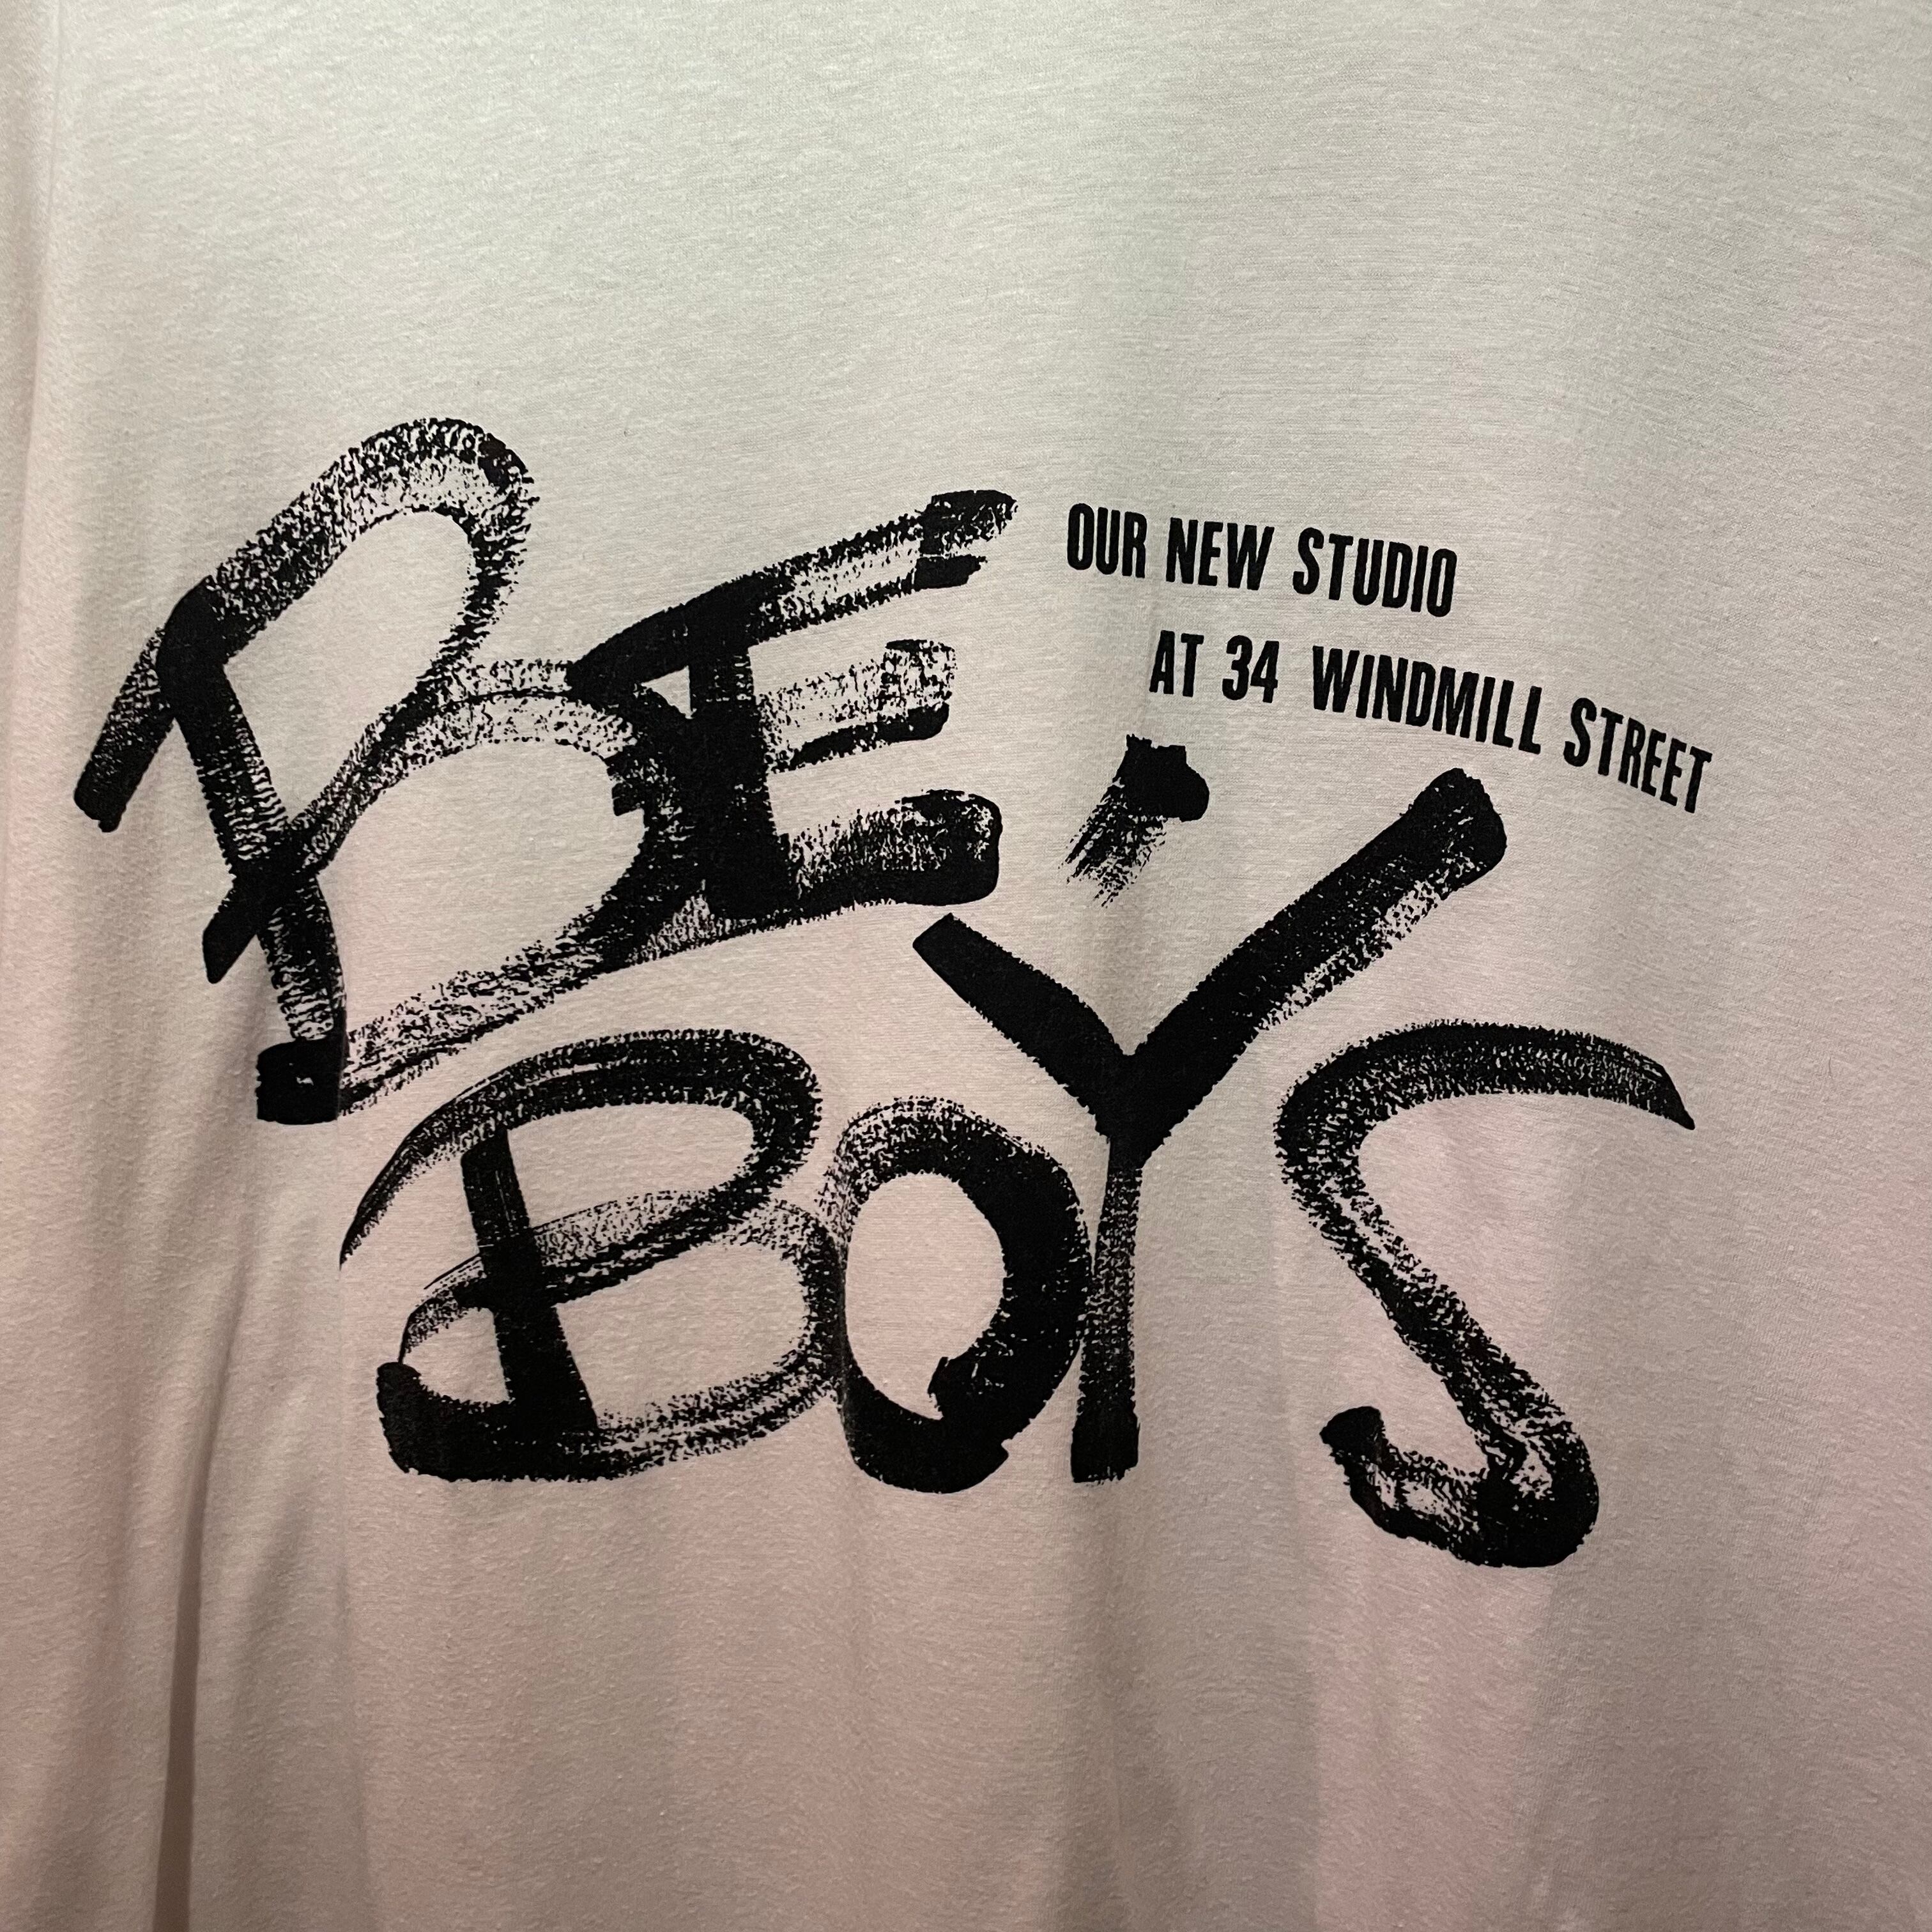 BE
OUR NEW STUDIO
AT 34 WINDMILL STREET
BOYS